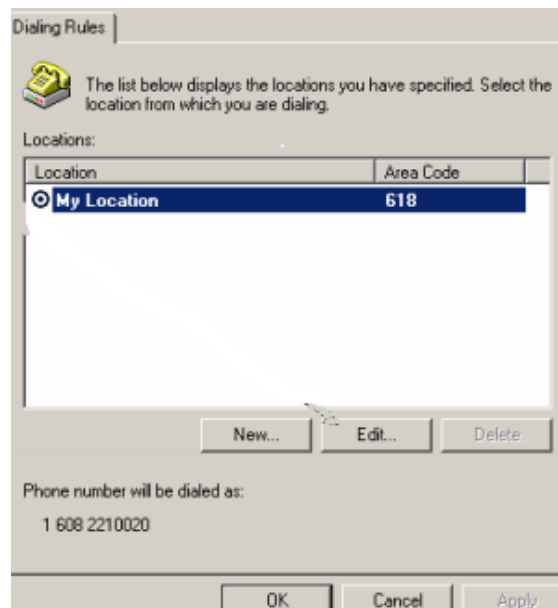 Dialing Rules
The list below displays the locations you have specified. Select the
location from which you are dialing.
Locations:
Location Area Code
My Location 618
New... Edit... Delete
Phone number will be dialed as:
1 608 2210020
OK Cancel Apply